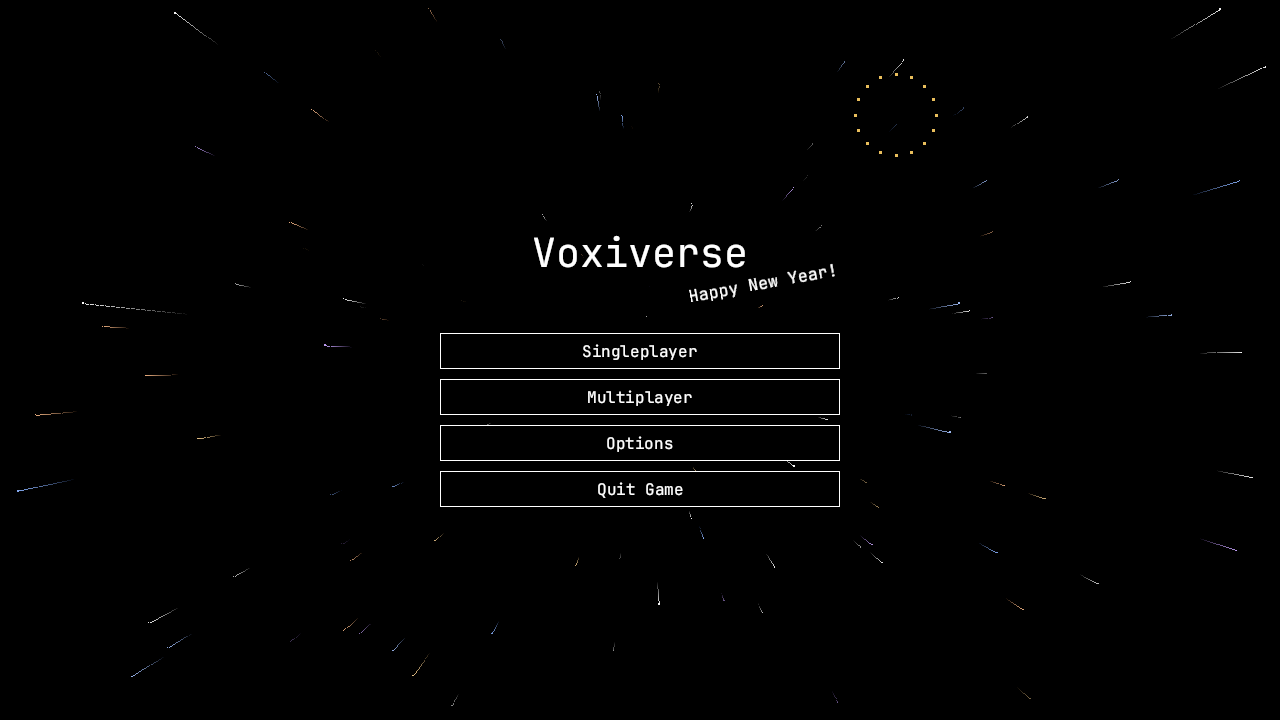 Voxiverse
Happy New Year!
Singleplayer
Multiplayer
Options
Quit Game